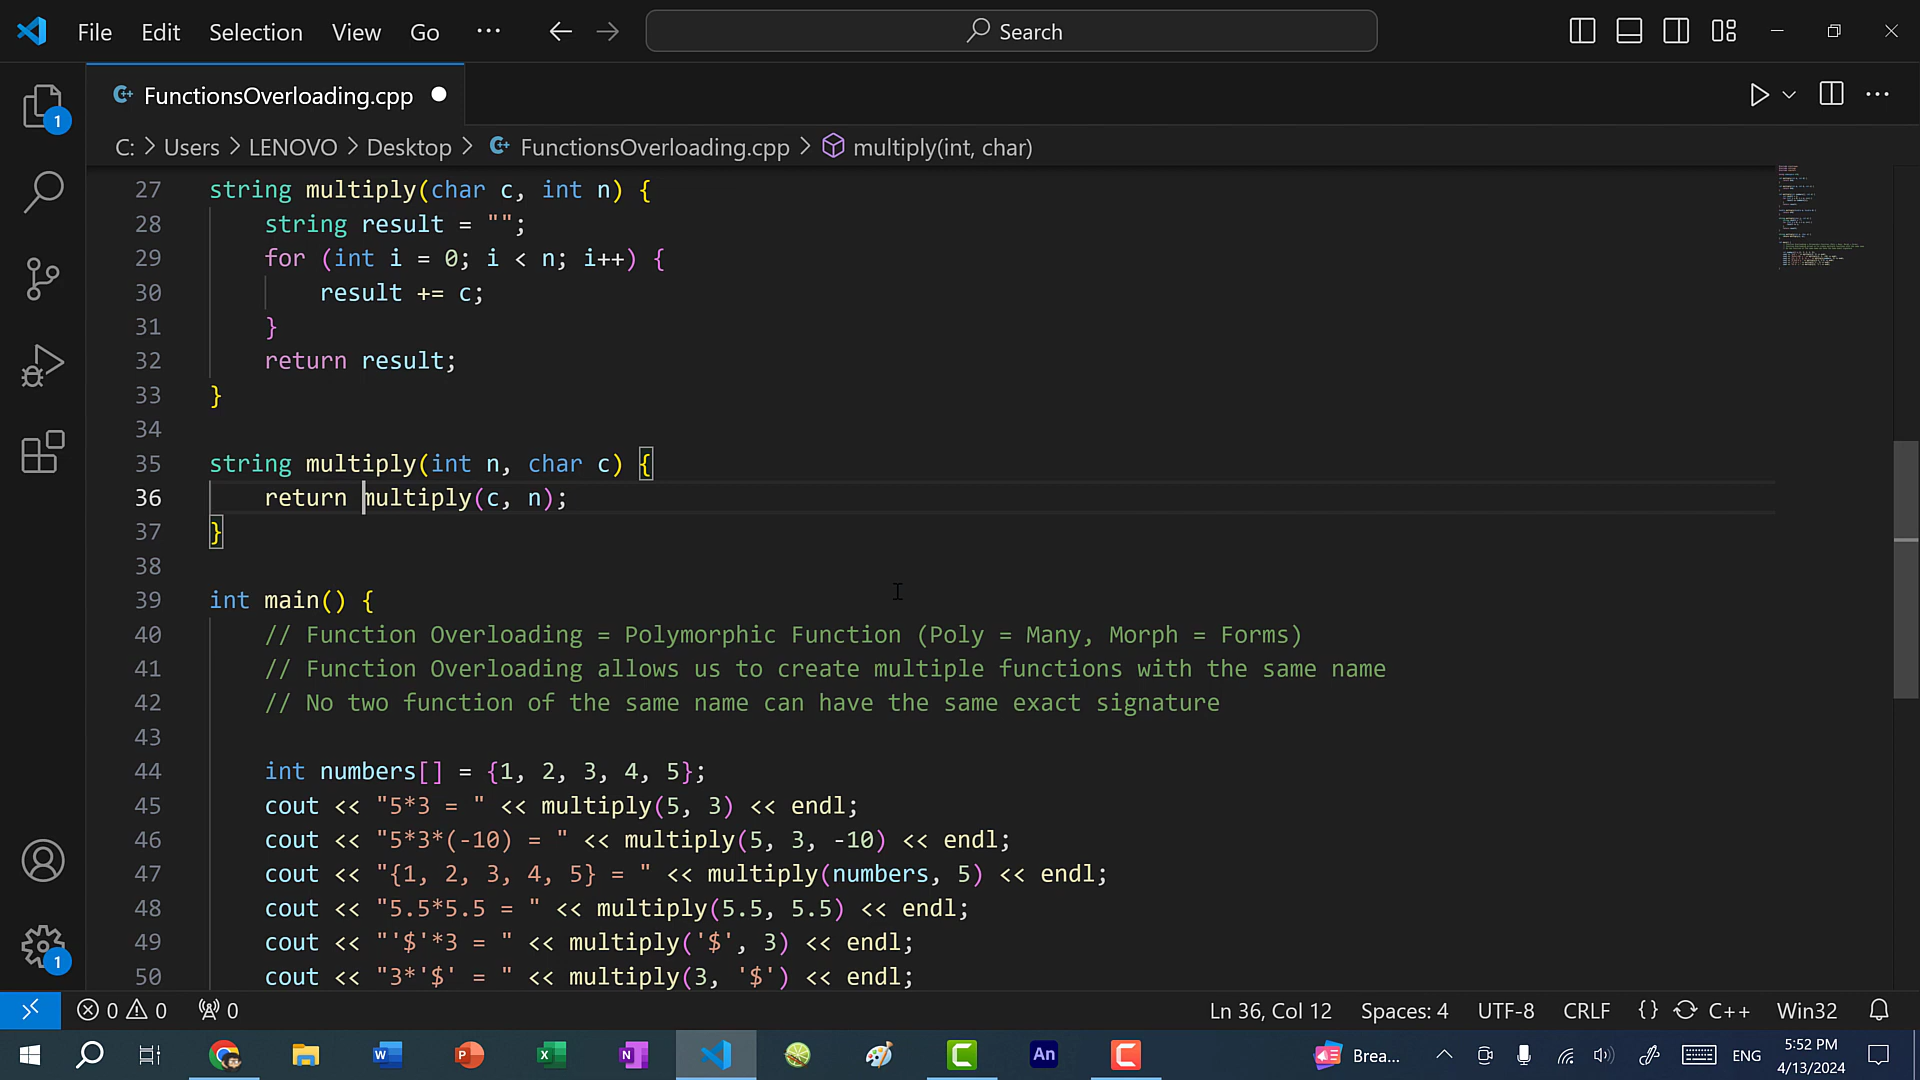 File Edit Selection View Go ··· Search
FunctionsOverloading.cpp
C: > Users > LENOVO > Desktop > FunctionsOverloading.cpp > multiply(int, char)
27 string multiply(char c, int n) {
28 string result = "";
29 for (int i = 0; i < n; i++) {
30 result += c;
31 }
32 return result;
33 }
34
35 string multiply(int n, char c) {
36 return multiply(c, n);
37 }
38
39 int main() {
40 // Function Overloading = Polymorphic Function (Poly = Many, Morph = Forms)
41 // Function Overloading allows us to create multiple functions with the same name
42 // No two function of the same name can have the same exact signature
43
44 int numbers[] = {1, 2, 3, 4, 5};
45 cout << "5*3 = " << multiply(5, 3) << endl;
46 cout << "5*3*(-10) = " << multiply(5, 3, -10) << endl;
47 cout << "{1, 2, 3, 4, 5} = " << multiply(numbers, 5) << endl;
48 cout << "5.5*5.5 = " << multiply(5.5, 5.5) << endl;
49 cout << "'$'*3 = " << multiply('$', 3) << endl;
50 cout << "3*'$' = " << multiply(3, '$') << endl;
1
1
0 0 0 Ln 36, Col 12 Spaces: 4 UTF-8 CRLF {} C++ Win32
An Brea... ENG 5:52 PM
4/13/2024